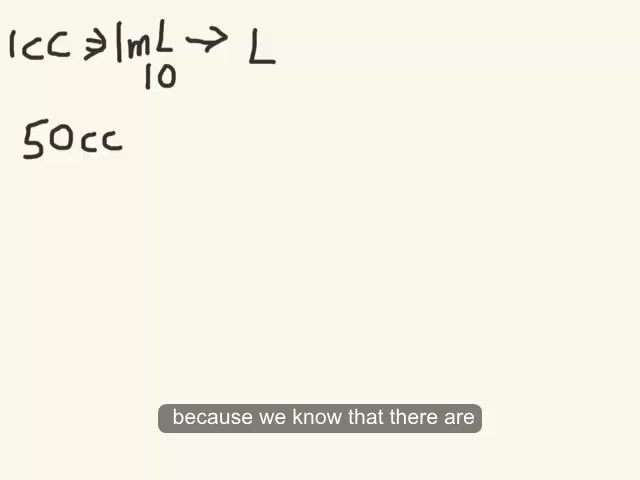 1cc ⇒ 1mL → L
10
50cc
because we know that there are